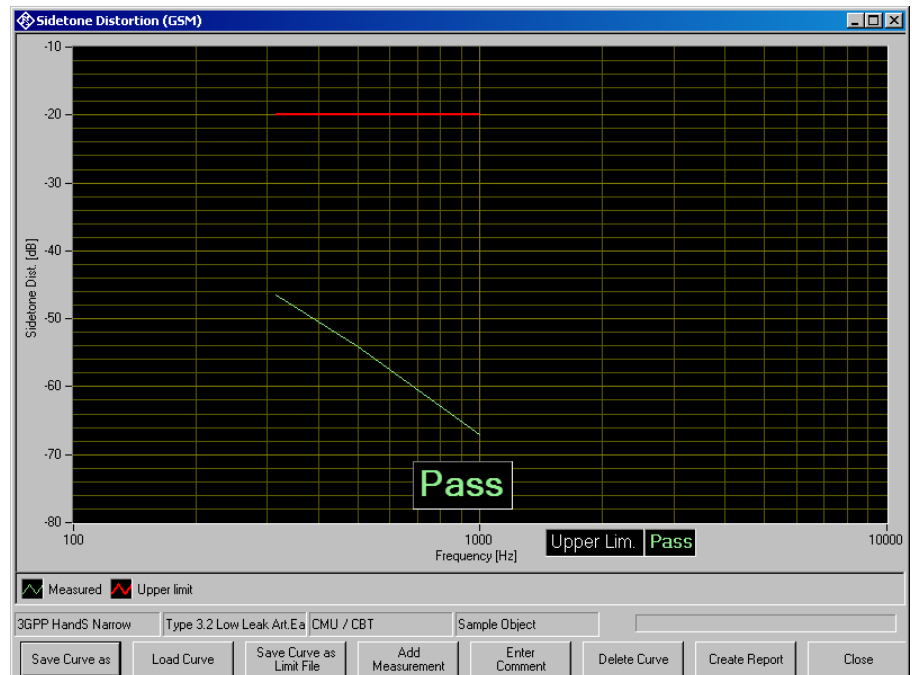 Sidetone Distortion (GSM)
-10
-20
-30
-40
-50
-60
-70
-80
Sidetone Dist. [dB]
Pass
100
1000
10000
Frequency [Hz]
Upper Lim. Pass
Measured Upper limit
3GPP HandS Narrow Type 3.2 Low Leak Art.Ea CMU / CBT Sample Object
Save Curve as
Load Curve
Save Curve as
Limit File
Add
Measurement
Enter
Comment
Delete Curve
Create Report
Close